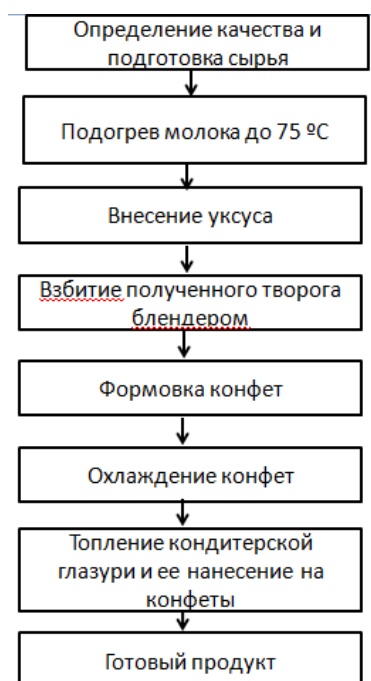 Определение качества и
подготовка сырья
Подогрев молока до 75 ºС
Внесение уксуса
Взбитие полученного творога
блендером
Формовка конфет
Охлаждение конфет
Топление кондитерской
глазури и ее нанесение на
конфеты
Готовый продукт